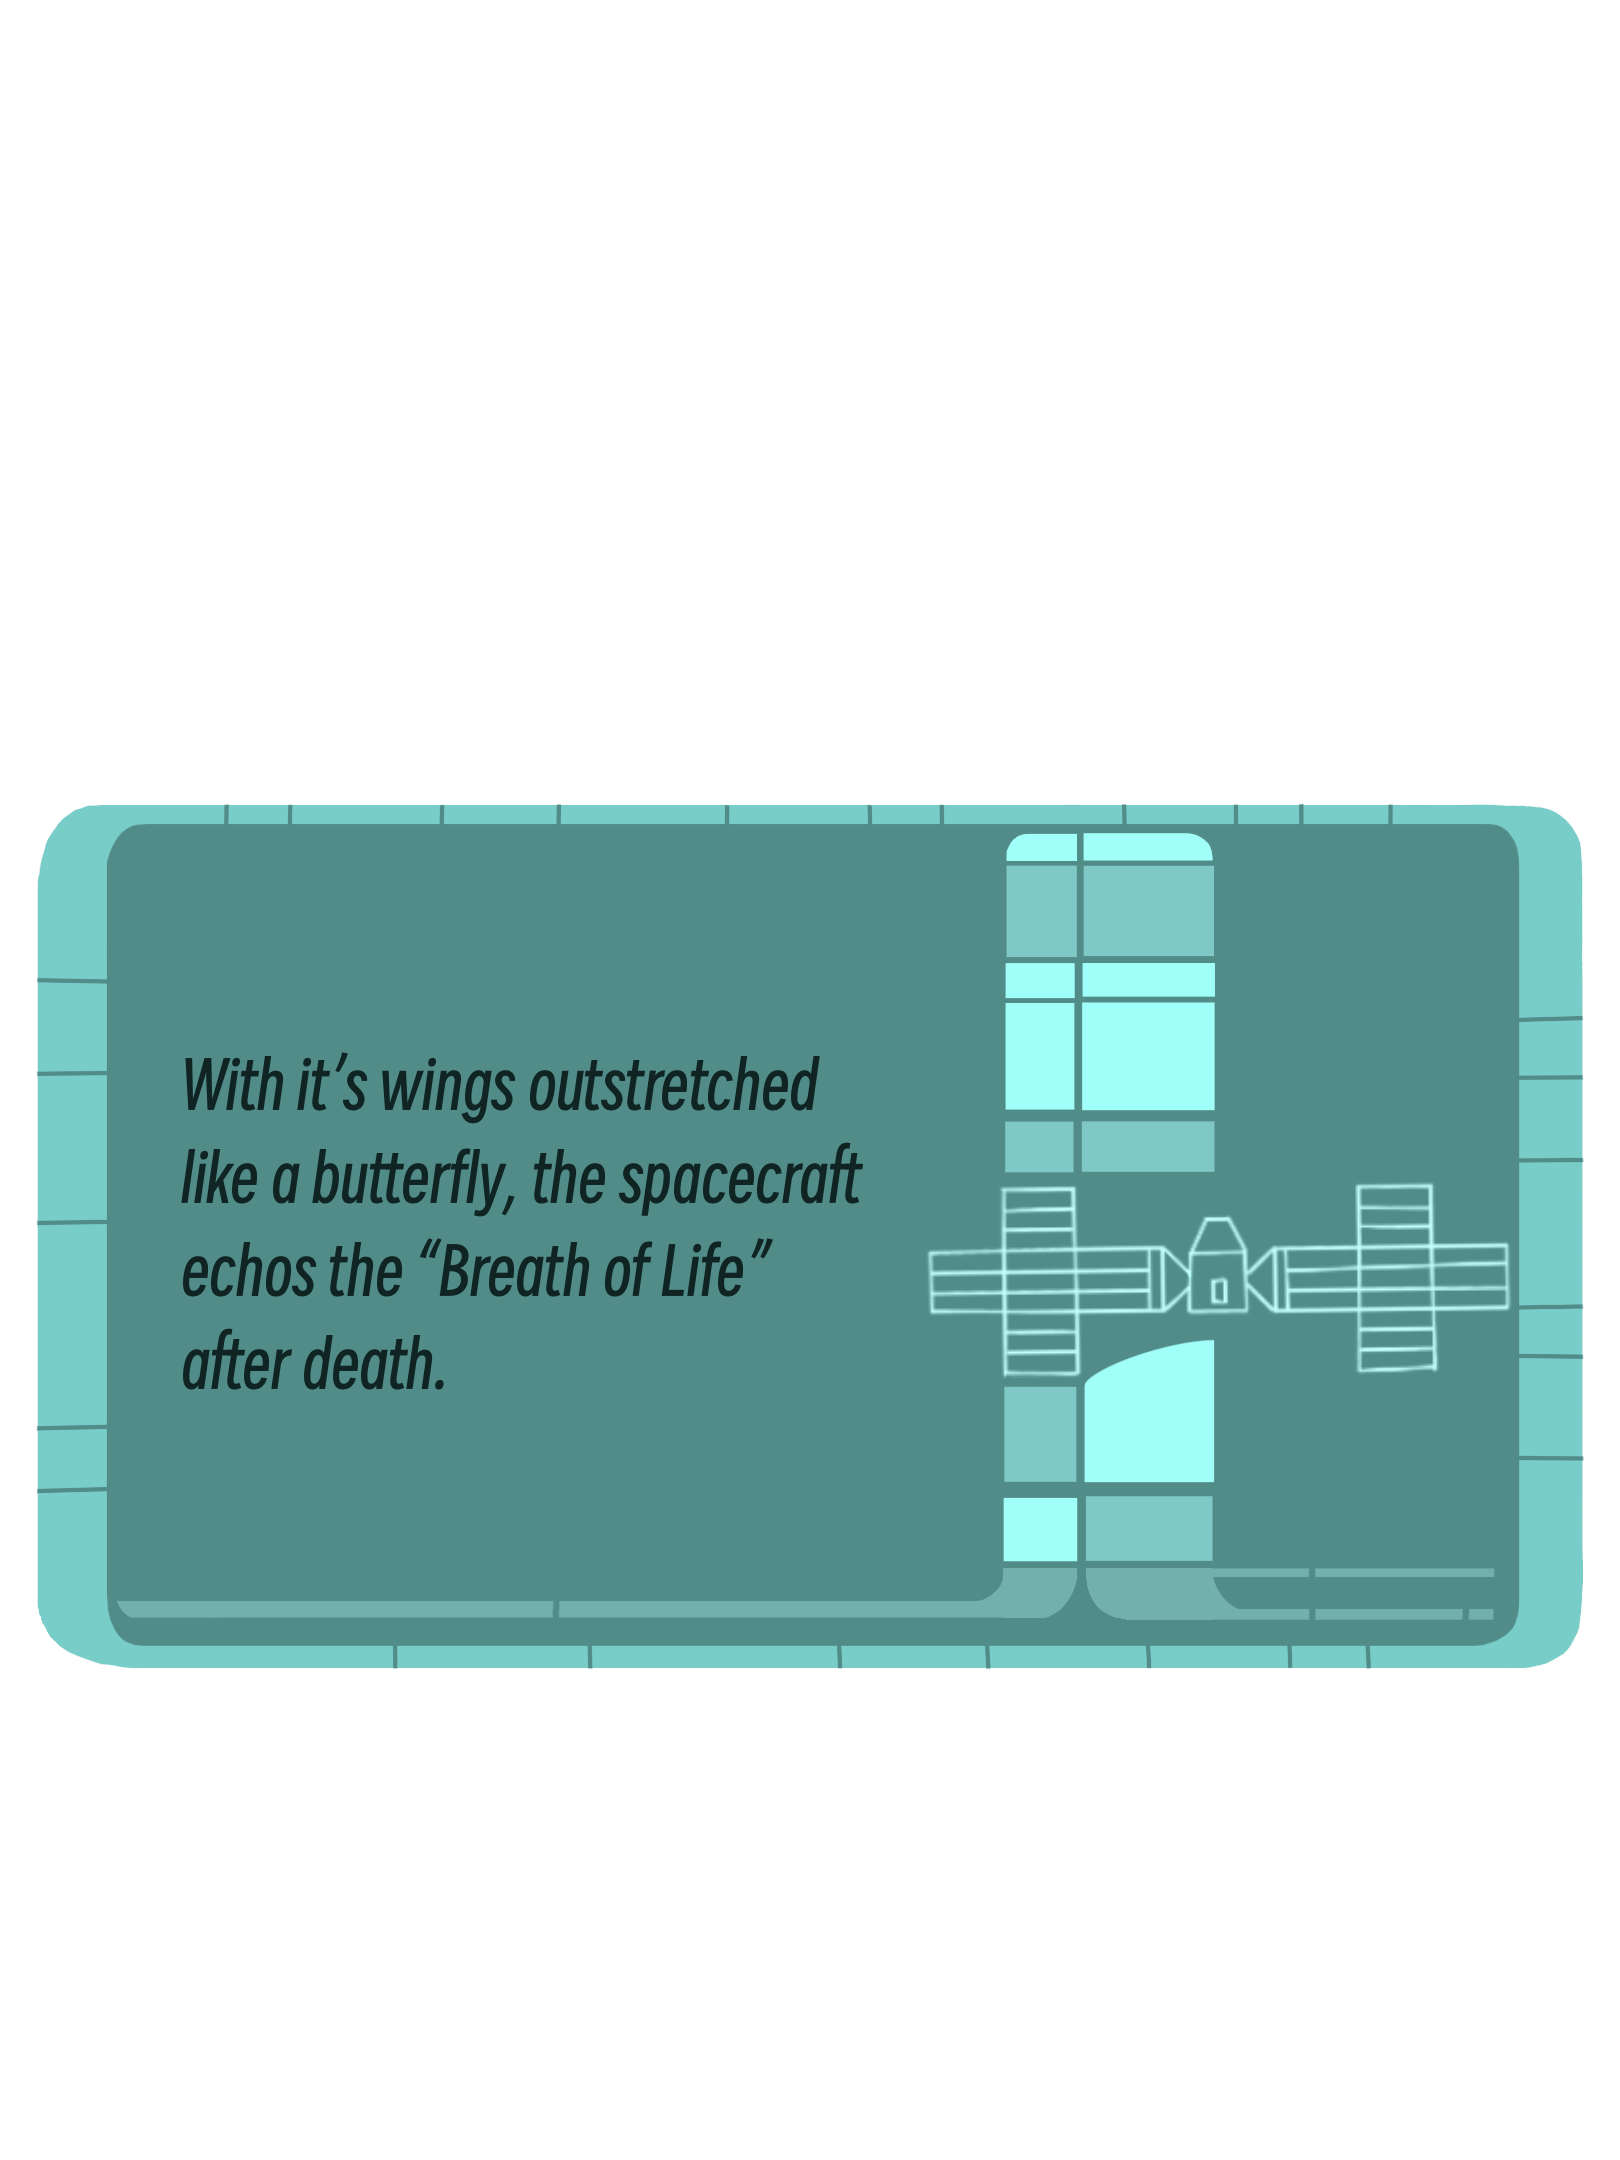 With it’s wings outstretched
like a butterfly, the spacecraft
echos the “Breath of Life”
after death.